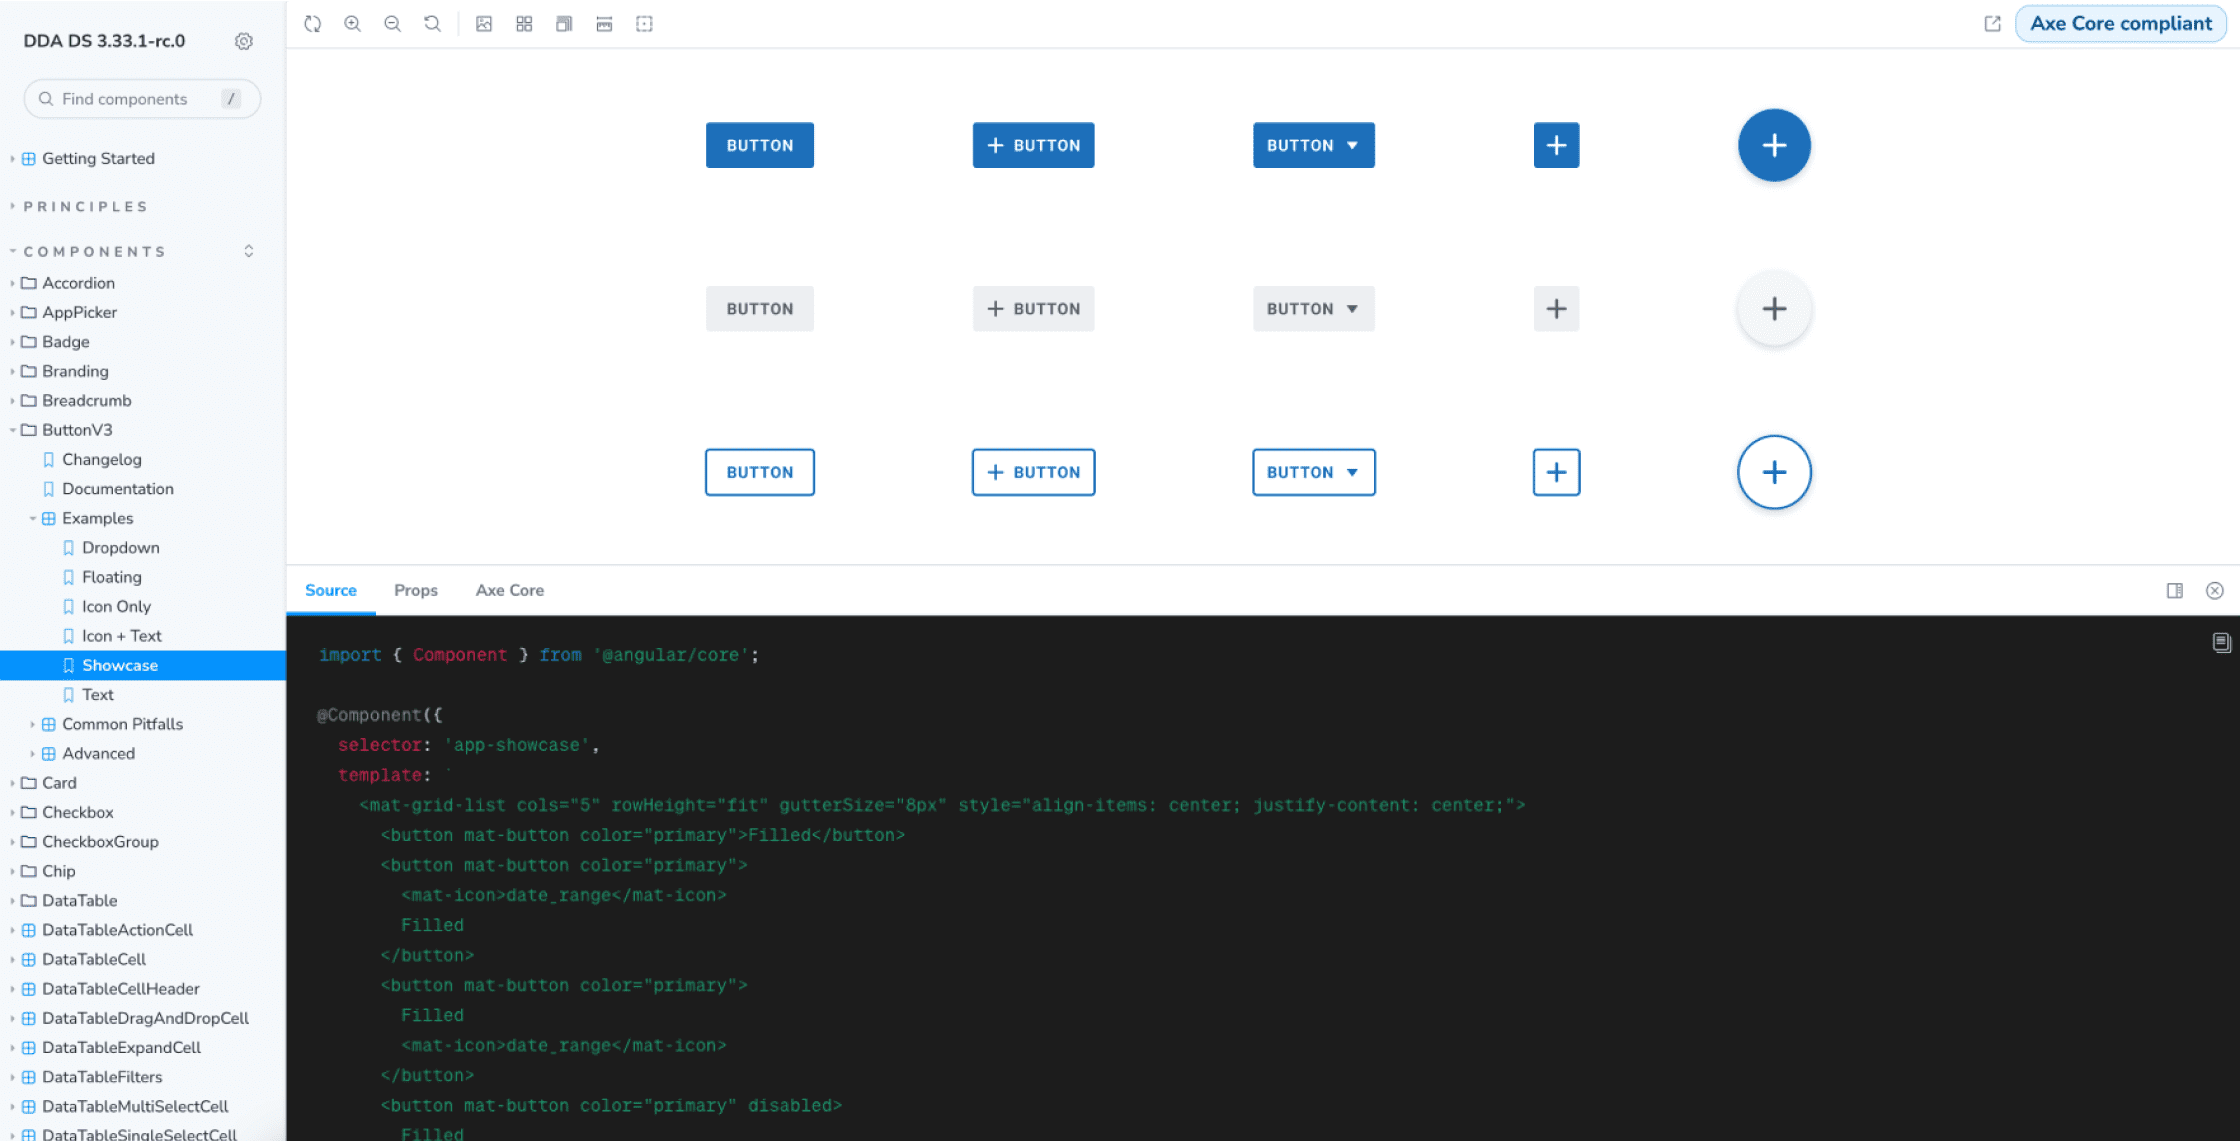 DDA DS 3.33.1-rc.0
Find components /
Getting Started
PRINCIPLES
COMPONENTS
Accordion
AppPicker
Badge
Branding
Breadcrumb
ButtonV3
Changelog
Documentation
Examples
Dropdown
Floating
Icon Only
Icon + Text
Showcase
Text
Common Pitfalls
Advanced
Card
Checkbox
CheckboxGroup
Chip
DataTable
DataTableActionCell
DataTableCell
DataTableCellHeader
DataTableDragAndDropCell
DataTableExpandCell
DataTableFilters
DataTableMultiSelectCell
DataTableSingleSelectCell
Axe Core compliant
BUTTON + BUTTON BUTTON + +
BUTTON + BUTTON BUTTON + +
BUTTON + BUTTON BUTTON + +
Source Props Axe Core
import { Component } from '@angular/core';
@Component({
selector: 'app-showcase',
template: `
<mat-grid-list cols="5" rowHeight="fit" gutterSize="8px" style="align-items: center; justify-content: center;">
<button mat-button color="primary">Filled</button>
<button mat-button color="primary">
<mat-icon>date_range</mat-icon>
Filled
</button>
<button mat-button color="primary">
Filled
<mat-icon>date_range</mat-icon>
</button>
<button mat-button color="primary" disabled>
Filled